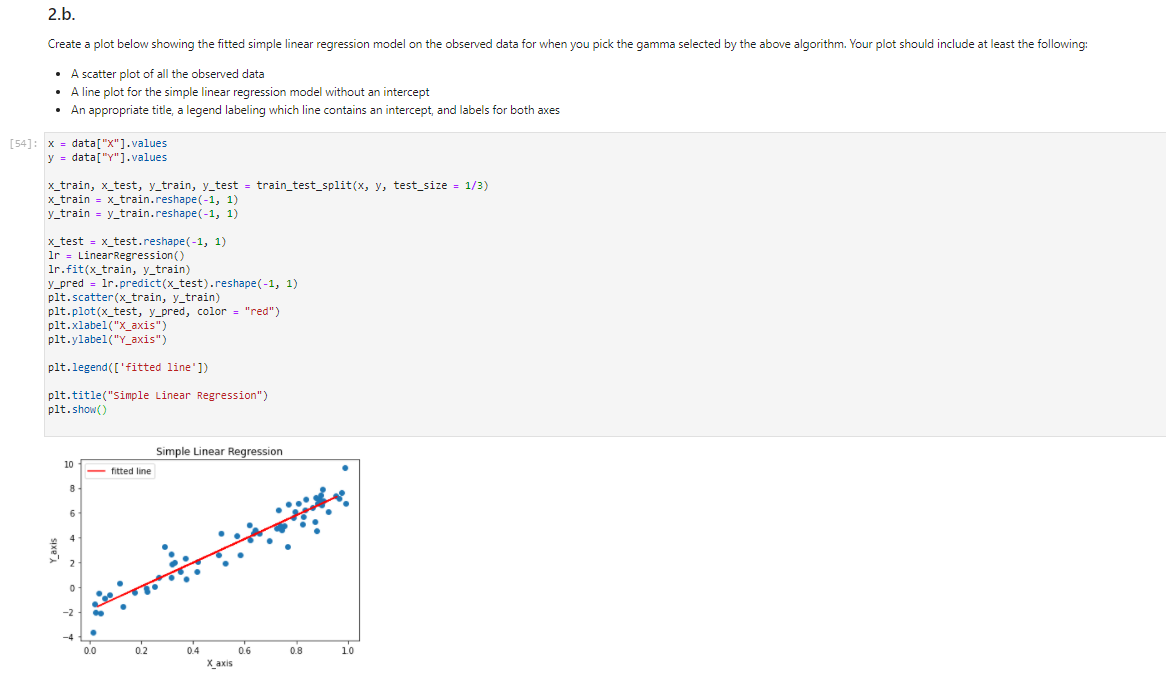 2.b.
Create a plot below showing the fitted simple linear regression model on the observed data for when you pick the gamma selected by the above algorithm. Your plot should include at least the following:
• A scatter plot of all the observed data
• A line plot for the simple linear regression model without an intercept
• An appropriate title, a legend labeling which line contains an intercept, and labels for both axes
[54]: x = data["X"].values
y = data["Y"].values
x_train, x_test, y_train, y_test = train_test_split(x, y, test_size = 1/3)
x_train = x_train.reshape(-1, 1)
y_train = y_train.reshape(-1, 1)
x_test = x_test.reshape(-1, 1)
lr = LinearRegression()
lr.fit(x_train, y_train)
y_pred = lr.predict(x_test).reshape(-1, 1)
plt.scatter(x_train, y_train)
plt.plot(x_test, y_pred, color = "red")
plt.xlabel("X_axis")
plt.ylabel("Y_axis")
plt.legend(['fitted line'])
plt.title("Simple Linear Regression")
plt.show()
Simple Linear Regression
fitted line
10
8
6
4
2
0
−2
−4
Y_axis
0.0 0.2 0.4 0.6 0.8 1.0
X_axis